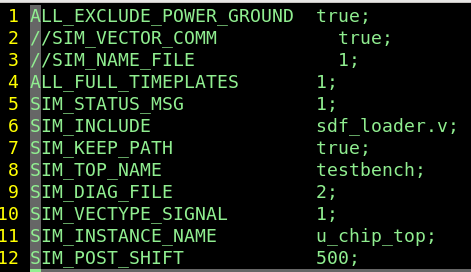 1 ALL_EXCLUDE_POWER_GROUND  true;
2 //SIM_VECTOR_COMM           true;
3 //SIM_NAME_FILE             1;
4 ALL_FULL_TIMEPLATES       1;
5 SIM_STATUS_MSG            1;
6 SIM_INCLUDE               sdf_loader.v;
7 SIM_KEEP_PATH             true;
8 SIM_TOP_NAME              testbench;
9 SIM_DIAG_FILE             2;
10 SIM_VECTYPE_SIGNAL        1;
11 SIM_INSTANCE_NAME         u_chip_top;
12 SIM_POST_SHIFT            500;